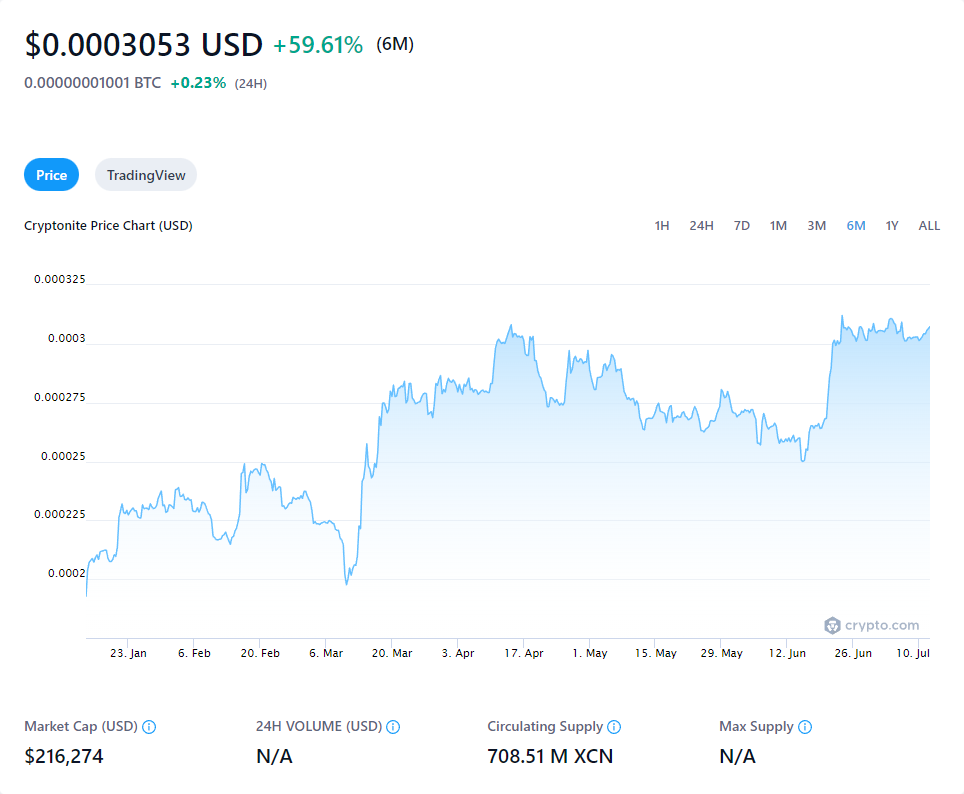 $0.0003053 USD +59.61% (6M)
0.00000001001 BTC +0.23% (24H)
Price TradingView
Cryptonite Price Chart (USD) 1H 24H 7D 1M 3M 6M 1Y ALL
0.000325
0.0003
0.000275
0.00025
0.000225
0.0002
crypto.com
23. Jan 6. Feb 20. Feb 6. Mar 20. Mar 3. Apr 17. Apr 1. May 15. May 29. May 12. Jun 26. Jun 10. Jul
Market Cap (USD) 24H VOLUME (USD) Circulating Supply Max Supply
$216,274 N/A 708.51 M XCN N/A